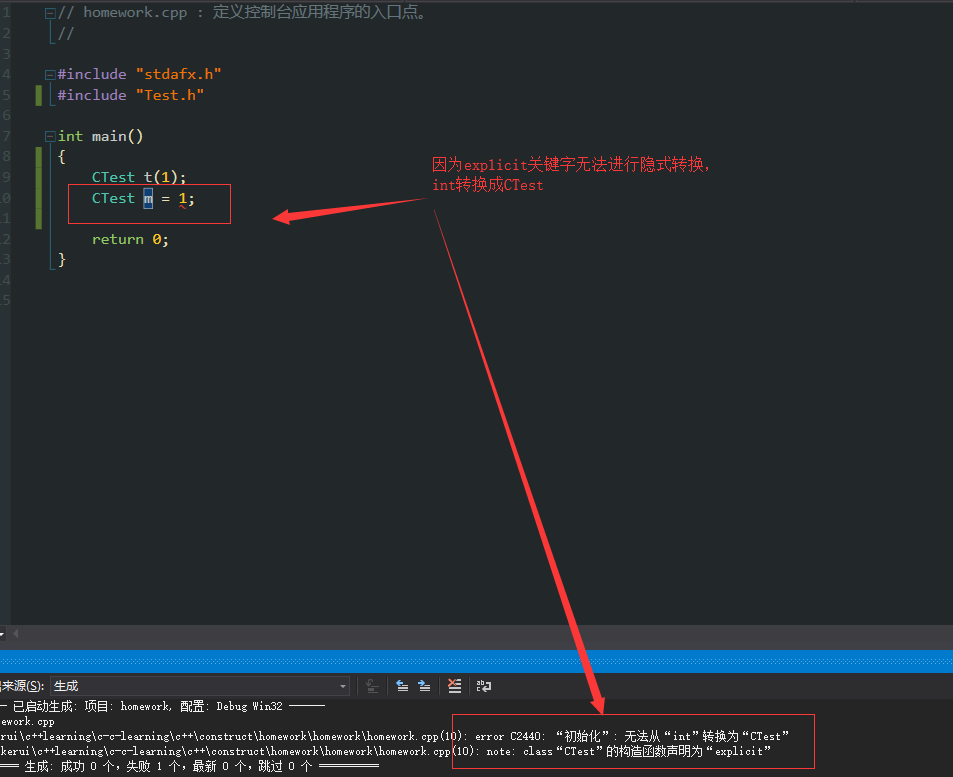 1 // homework.cpp : 定义控制台应用程序的入口点。
2 //
3
4 #include "stdafx.h"
5 #include "Test.h"
6
7 int main()
8 {
9 CTest t(1);
0 CTest m = 1;
1
2 return 0;
3 }
4
5
因为explicit关键字无法进行隐式转换，
int转换成CTest
来源(S): 生成
已启动生成: 项目: homework, 配置: Debug Win32 ------
ework.cpp
rui\c++learning\c-c-learning\c++\construct\homework\homework\homework.cpp(10): error C2440: “初始化”: 无法从“int”转换为“CTest”
kerui\c++learning\c-c-learning\c++\construct\homework\homework\homework.cpp(10): note: class“CTest”的构造函数声明为“explicit”
=== 生成: 成功 0 个，失败 1 个，最新 0 个，跳过 0 个 ==========